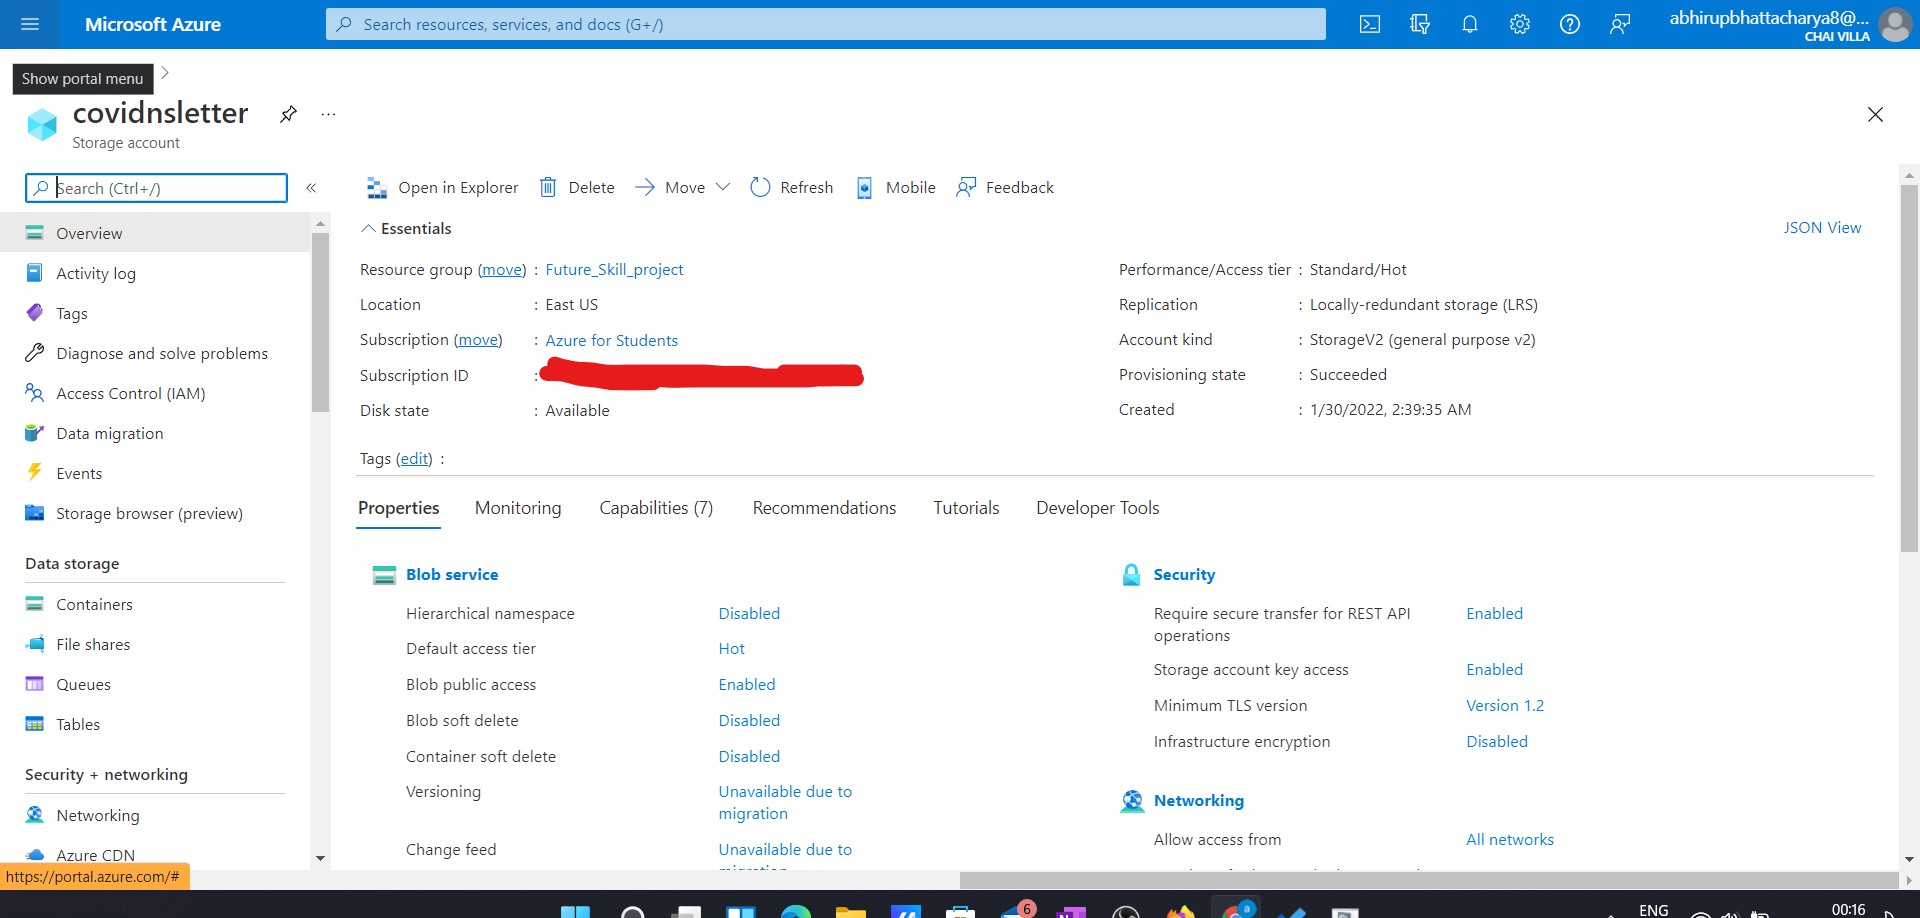 Microsoft Azure
Search resources, services, and docs (G+/)
abhirupbhattacharya8@...
CHAI VILLA
Show portal menu
covidnsletter
...
Storage account
Search (Ctrl+/)
Overview
Activity log
Tags
Diagnose and solve problems
Access Control (IAM)
Data migration
Events
Storage browser (preview)
Data storage
Containers
File shares
Queues
Tables
Security + networking
Networking
Azure CDN
https://portal.azure.com/#
Open in Explorer Delete Move Refresh Mobile Feedback
Essentials
JSON View
Resource group (move) : Future_Skill_project
Location : East US
Subscription (move) : Azure for Students
Subscription ID :
Disk state : Available
Performance/Access tier : Standard/Hot
Replication : Locally-redundant storage (LRS)
Account kind : StorageV2 (general purpose v2)
Provisioning state : Succeeded
Created : 1/30/2022, 2:39:35 AM
Tags (edit) :
Properties Monitoring Capabilities (7) Recommendations Tutorials Developer Tools
Blob service
Hierarchical namespace Disabled
Default access tier Hot
Blob public access Enabled
Blob soft delete Disabled
Container soft delete Disabled
Versioning Unavailable due to
migration
Change feed Unavailable due to
Security
Require secure transfer for REST API Enabled
operations
Storage account key access Enabled
Minimum TLS version Version 1.2
Infrastructure encryption Disabled
Networking
Allow access from All networks
6
a
ENG
00:16